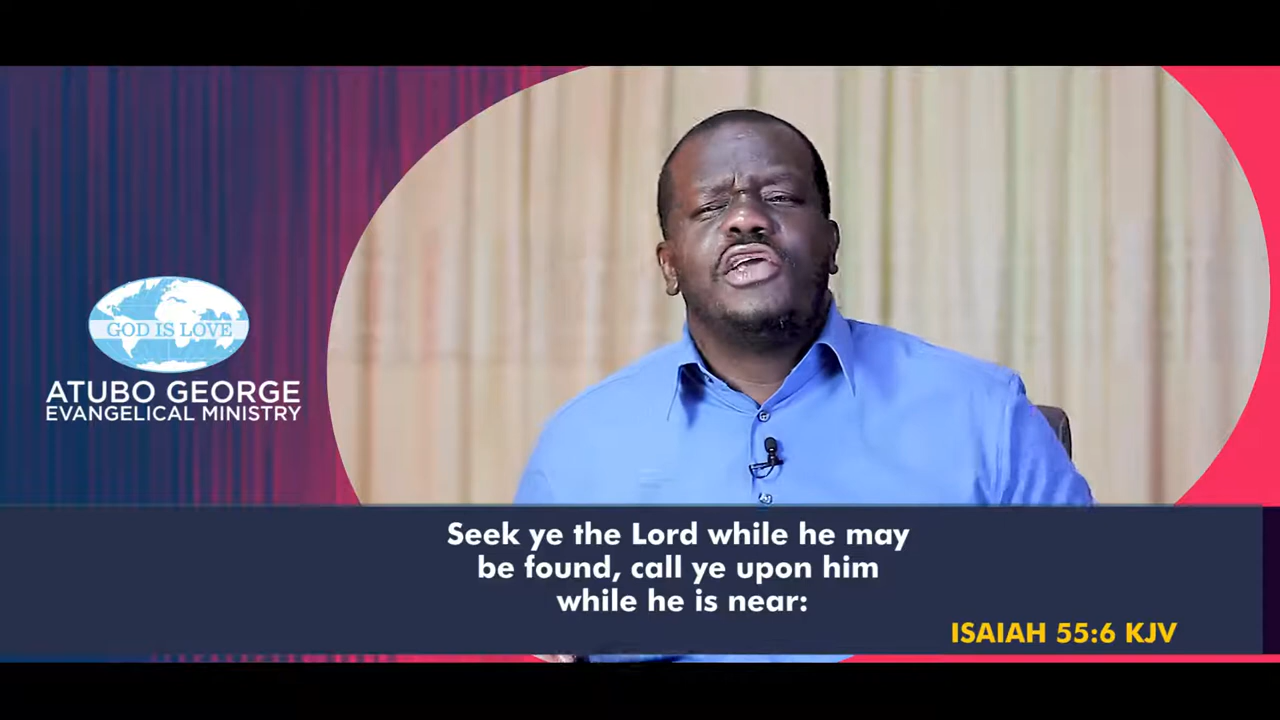 GOD IS LOVE
ATUBO GEORGE
EVANGELICAL MINISTRY
Seek ye the Lord while he may
be found, call ye upon him
while he is near:
ISAIAH 55:6 KJV